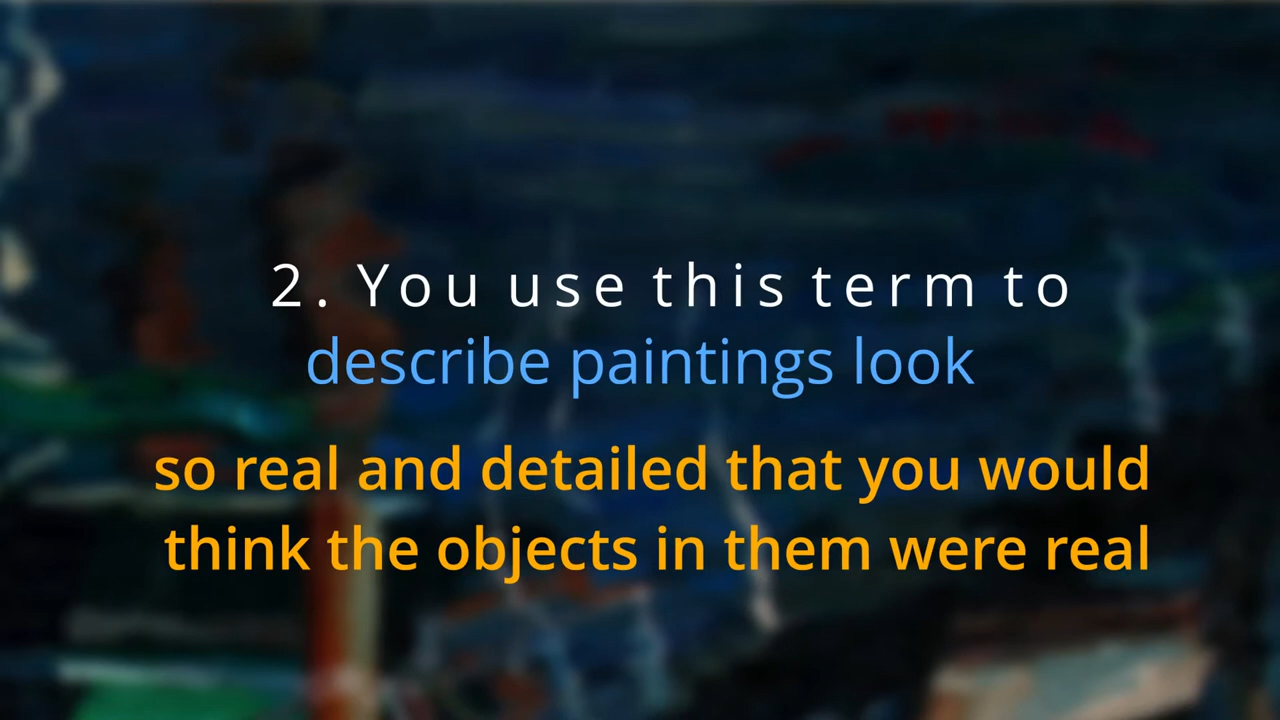 2. You use this term to
describe paintings look
so real and detailed that you would
think the objects in them were real